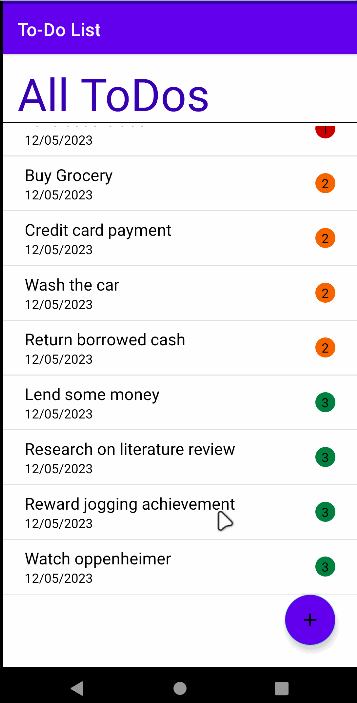 To-Do List
All ToDos
12/05/2023
Buy Grocery
12/05/2023
2
Credit card payment
12/05/2023
2
Wash the car
12/05/2023
2
Return borrowed cash
12/05/2023
2
Lend some money
12/05/2023
3
Research on literature review
12/05/2023
3
Reward jogging achievement
12/05/2023
3
Watch oppenheimer
12/05/2023
3
+